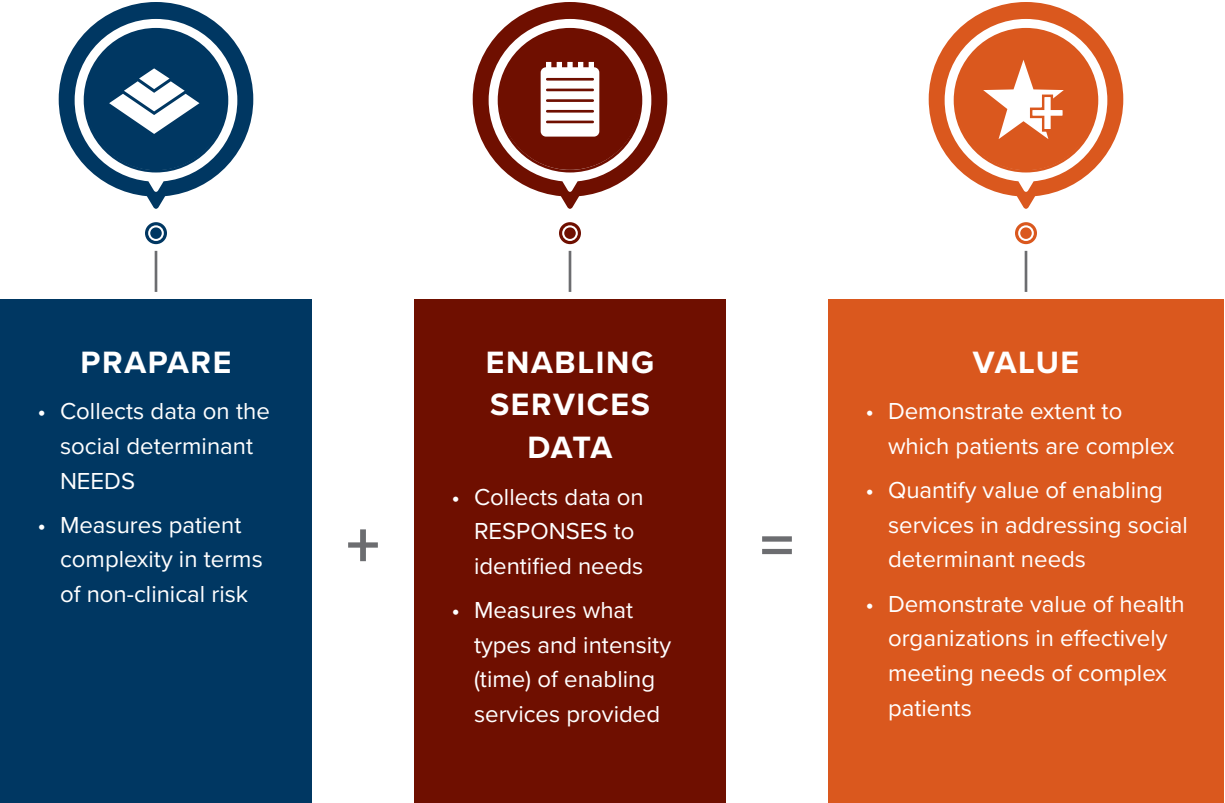 PRAPARE
• Collects data on the
social determinant
NEEDS
• Measures patient
complexity in terms
of non-clinical risk
+
ENABLING
SERVICES
DATA
• Collects data on
RESPONSES to
identified needs
• Measures what
types and intensity
(time) of enabling
services provided
=
VALUE
• Demonstrate extent to
which patients are complex
• Quantify value of enabling
services in addressing social
determinant needs
• Demonstrate value of health
organizations in effectively
meeting needs of complex
patients